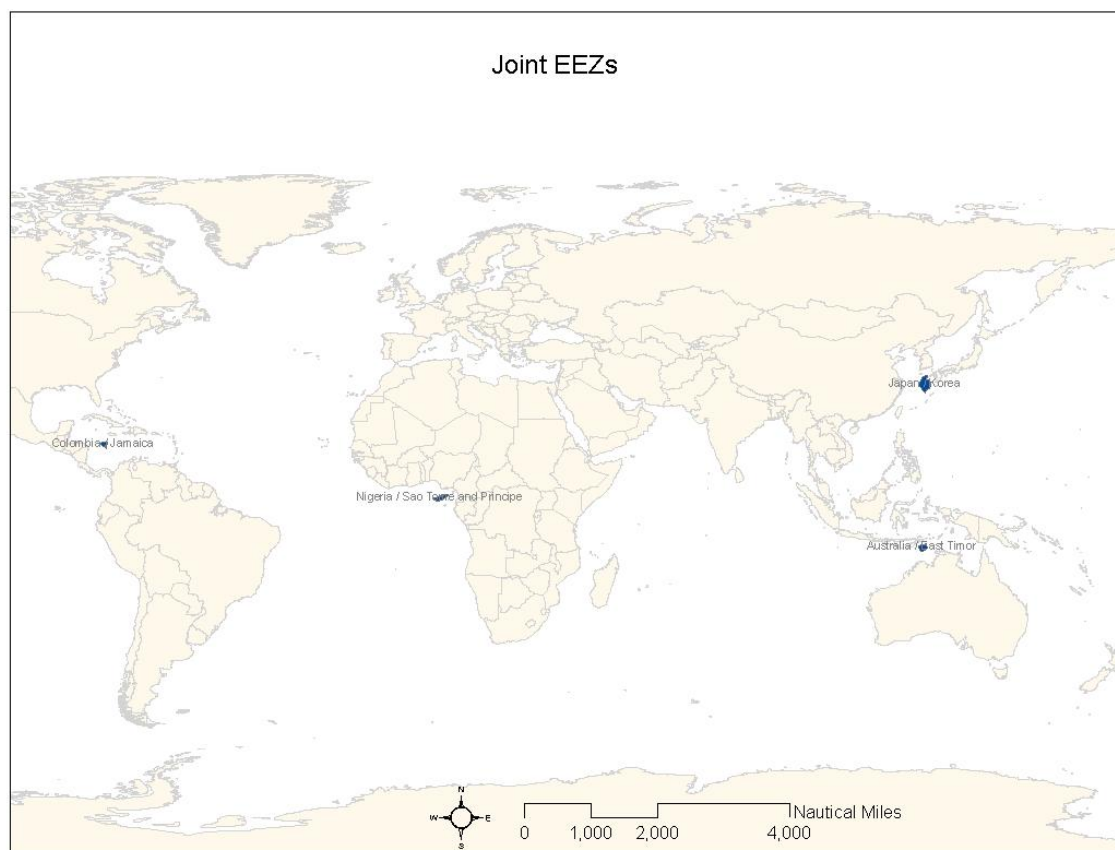 Joint EEZs
Japan / Korea
Colombia / Jamaica
Nigeria / Sao Tome and Principe
Australia / East Timor
N
W E
S
Nautical Miles
0 1,000 2,000 4,000